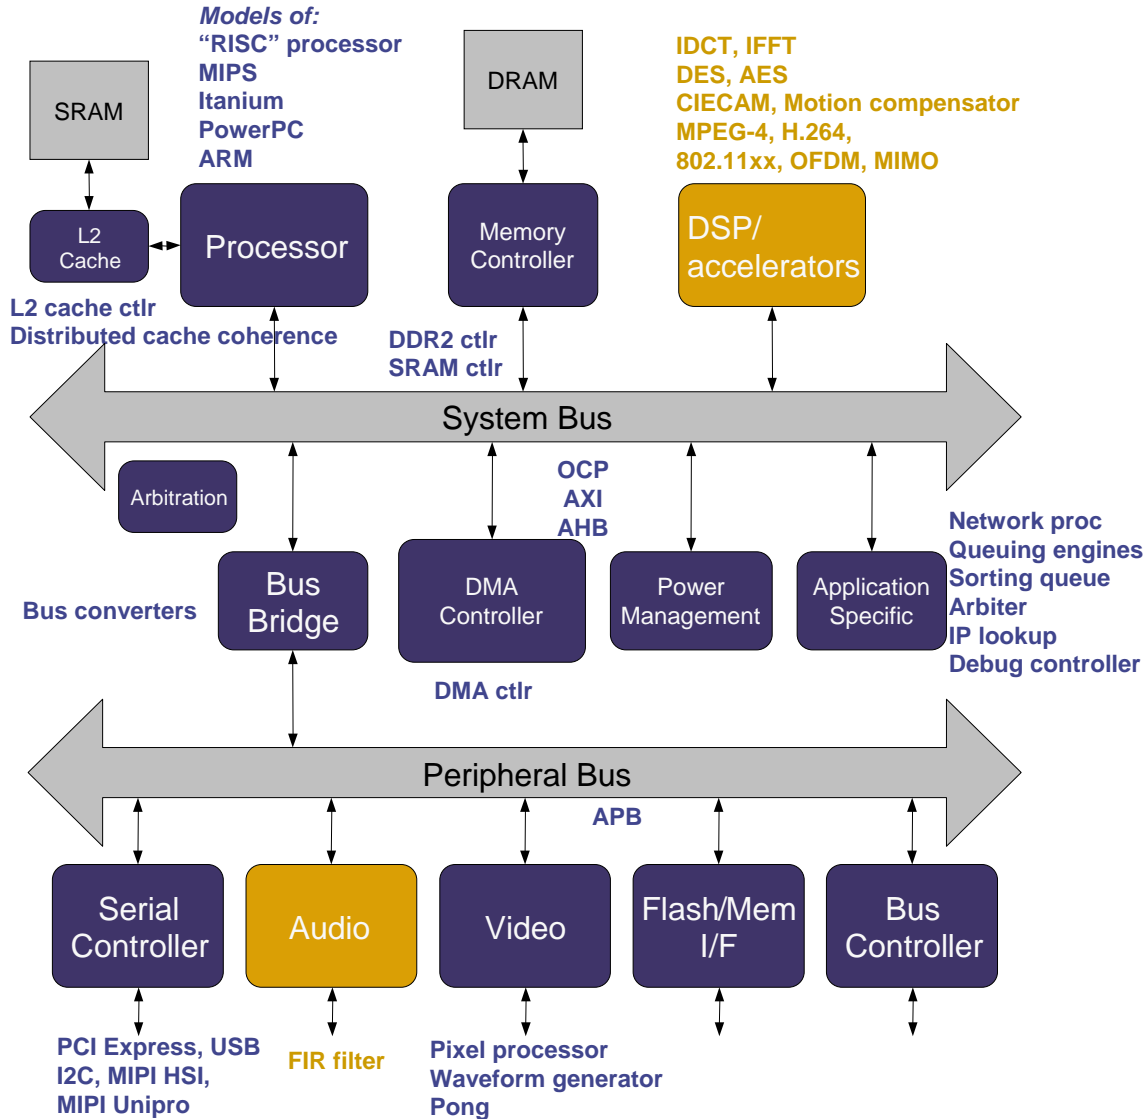 Models of:
“RISC” processor
MIPS
Itanium
PowerPC
ARM
IDCT, IFFT
DES, AES
CIECAM, Motion compensator
MPEG-4, H.264,
802.11xx, OFDM, MIMO
SRAM
DRAM
L2
Cache
Processor
Memory
Controller
DSP/
accelerators
L2 cache ctlr
Distributed cache coherence
DDR2 ctlr
SRAM ctlr
System Bus
Arbitration
OCP
AXI
AHB
Bus converters
Bus
Bridge
DMA
Controller
Power
Management
Application
Specific
Network proc
Queuing engines
Sorting queue
Arbiter
IP lookup
Debug controller
DMA ctlr
Peripheral Bus
APB
Serial
Controller
Audio
Video
Flash/Mem
I/F
Bus
Controller
PCI Express, USB
I2C, MIPI HSI,
MIPI Unipro
FIR filter
Pixel processor
Waveform generator
Pong